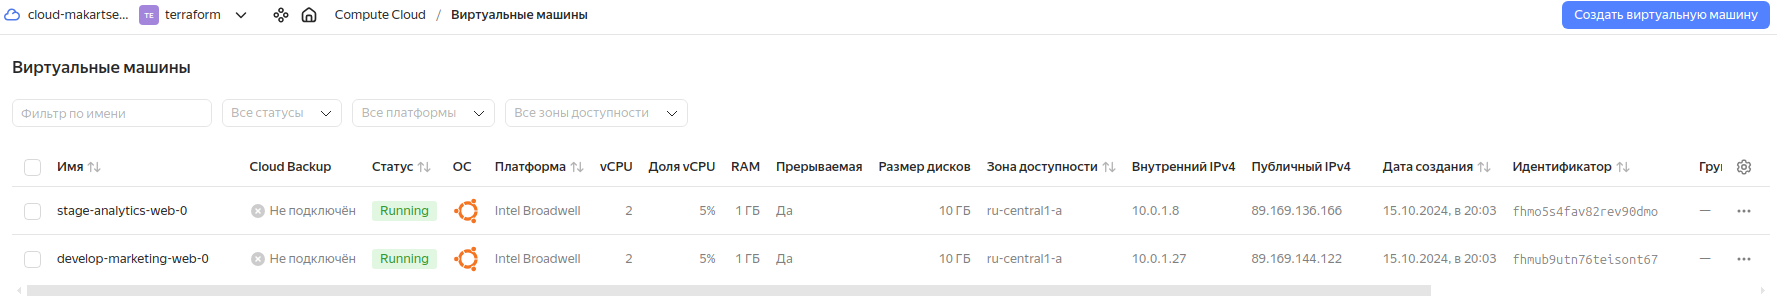 cloud-makartse... TE terraform Compute Cloud / Виртуальные машины Создать виртуальную машину
Виртуальные машины
Фильтр по имени Все статусы Все платформы Все зоны доступности
Имя Cloud Backup Статус ОС Платформа vCPU Доля vCPU RAM Прерываемая Размер дисков Зона доступности Внутренний IPv4 Публичный IPv4 Дата создания Идентификатор Гру
stage-analytics-web-0 Не подключён Running Intel Broadwell 2 5% 1 ГБ Да 10 ГБ ru-central1-a 10.0.1.8 89.169.136.166 15.10.2024, в 20:03 fhmo5s4fav82rev90dmo —
develop-marketing-web-0 Не подключён Running Intel Broadwell 2 5% 1 ГБ Да 10 ГБ ru-central1-a 10.0.1.27 89.169.144.122 15.10.2024, в 20:03 fhmub9utn76teisont67 —